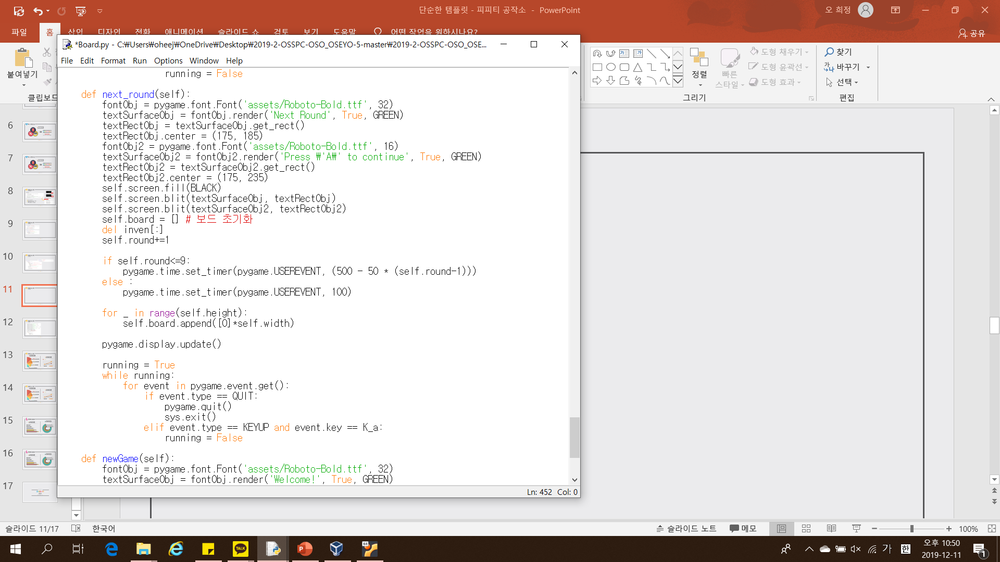 단순한 템플릿 - 피피티 공작소 - PowerPoint
오 희정
파일 홈 삽입 디자인 전환 애니메이션 슬라이드 쇼 검토 보기 도움말 어떤 작업을 원하시나요?
공유
*Board.py - C:₩Users₩oheej₩OneDrive₩Desktop₩2019-2-OSSPC-OSO_OSEYO-5-master₩2019-2-OSSPC-OSO_OSE...
File Edit Format Run Options Window Help
붙여넣기
클립보드
정렬
빠른
스타일
도형 채우기
도형 윤곽선
도형 효과
그리기
찾기
바꾸기
선택
편집
running = False
def next_round(self):
fontObj = pygame.font.Font('assets/Roboto-Bold.ttf', 32)
textSurfaceObj = fontObj.render('Next Round', True, GREEN)
textRectObj = textSurfaceObj.get_rect()
textRectObj.center = (175, 185)
fontObj2 = pygame.font.Font('assets/Roboto-Bold.ttf', 16)
textSurfaceObj2 = fontObj2.render('Press ₩'A₩' to continue', True, GREEN)
textRectObj2 = textSurfaceObj2.get_rect()
textRectObj2.center = (175, 235)
self.screen.fill(BLACK)
self.screen.blit(textSurfaceObj, textRectObj)
self.screen.blit(textSurfaceObj2, textRectObj2)
self.board = [] # 보드 초기화
del inven[:]
self.round+=1
if self.round<=9:
pygame.time.set_timer(pygame.USEREVENT, (500 - 50 * (self.round-1)))
else :
pygame.time.set_timer(pygame.USEREVENT, 100)
for _ in range(self.height):
self.board.append([0]*self.width)
pygame.display.update()
running = True
while running:
for event in pygame.event.get():
if event.type == QUIT:
pygame.quit()
sys.exit()
elif event.type == KEYUP and event.key == K_a:
running = False
def newGame(self):
fontObj = pygame.font.Font('assets/Roboto-Bold.ttf', 32)
textSurfaceObj = fontObj.render('Welcome!', True, GREEN)
Ln: 452 Col: 0
6
7
8
9
10
11
12
13
14
15
16
17
슬라이드 11/17 한국어
슬라이드 노트 메모 100%
TALK
64
가 한
오후 10:50
2019-12-11
1